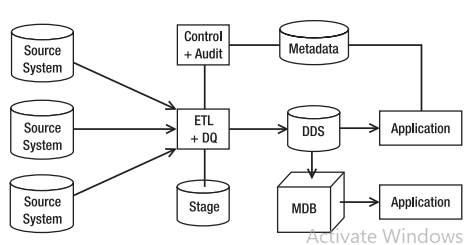 Source
System
Control
+ Audit
Metadata
Source
System
ETL
+ DQ
DDS
Application
Source
System
Stage
MDB
Application
Activate Windows